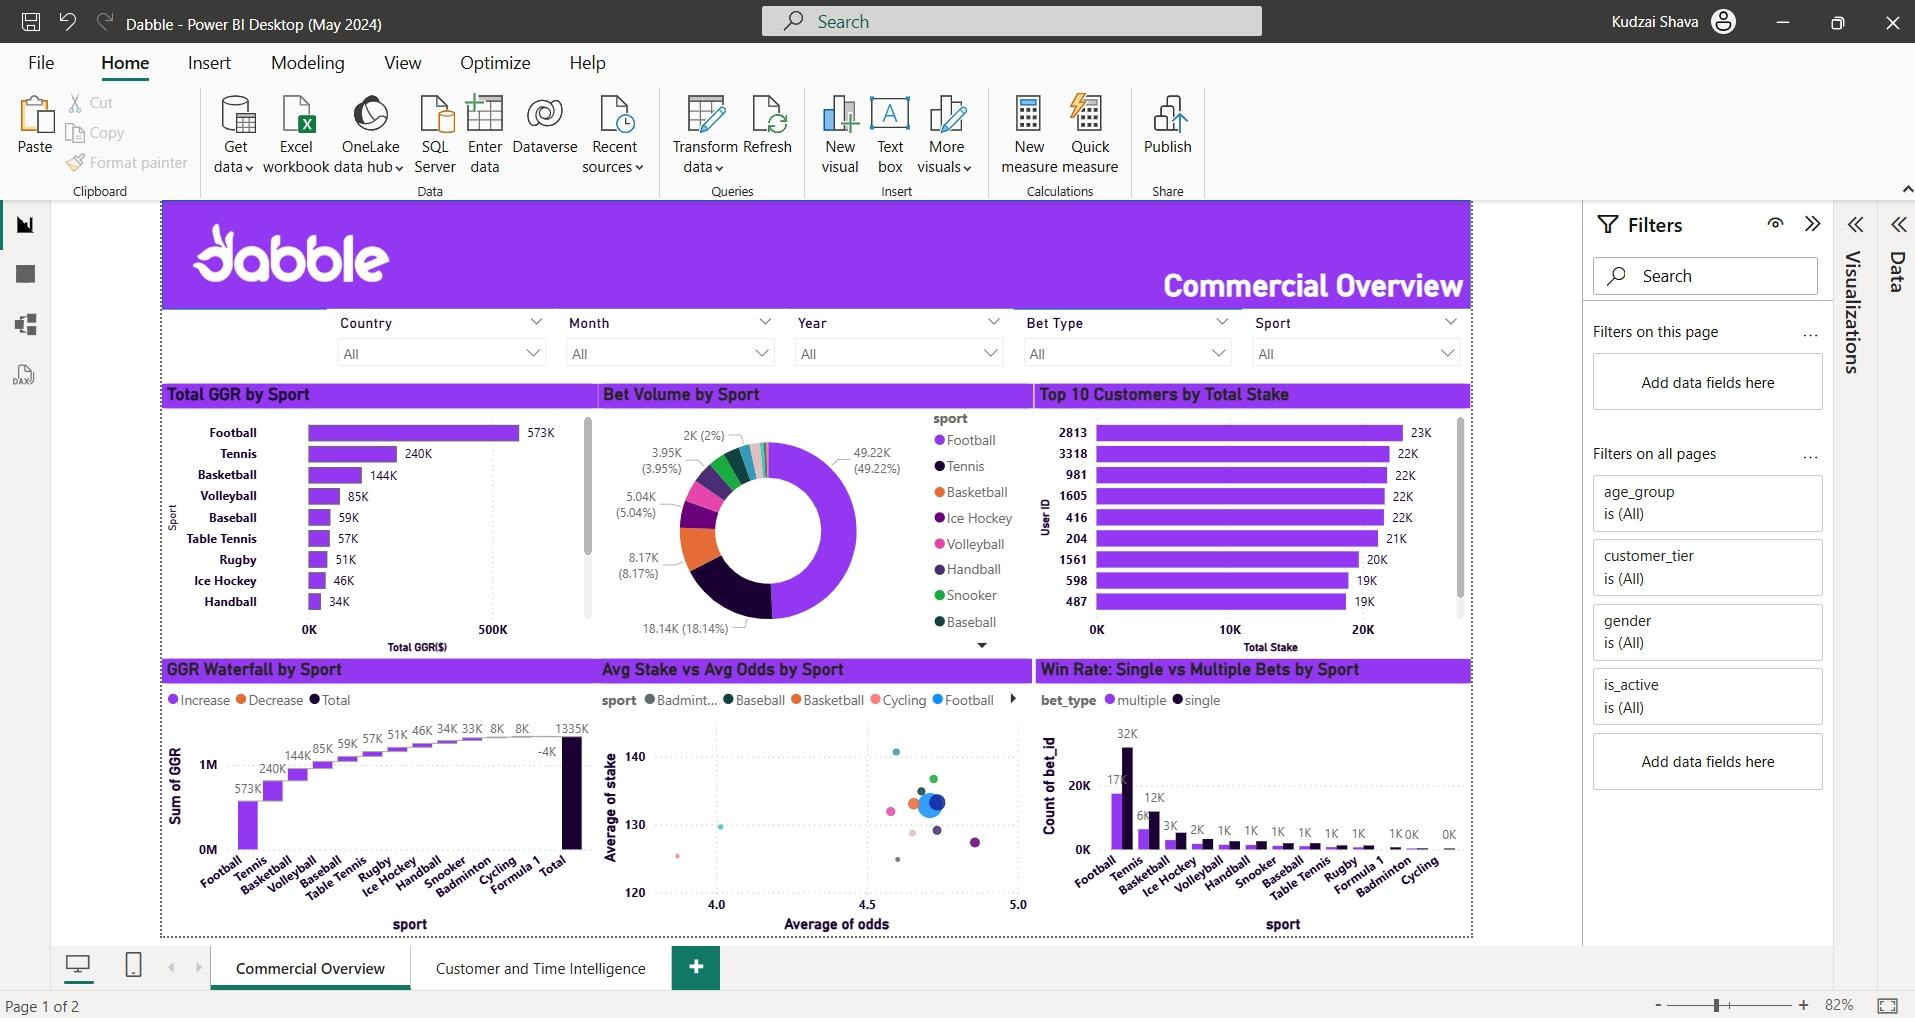 Dabble - Power BI Desktop (May 2024)
Search
Kudzai Shava
File Home Insert Modeling View Optimize Help
Paste
Cut
Copy
Format painter
Clipboard
Get data
Excel workbook
OneLake data hub
SQL Server
Enter data
Dataverse
Recent sources
Data
Transform data
Refresh
Queries
New visual
Text box
More visuals
Insert
New measure
Quick measure
Calculations
Publish
Share
dabble
Commercial Overview
Country Month Year Bet Type Sport
All All All All All
Total GGR by Sport
Sport
Football 573K
Tennis 240K
Basketball 144K
Volleyball 85K
Baseball 59K
Table Tennis 57K
Rugby 51K
Ice Hockey 46K
Handball 34K
0K 500K
Total GGR($)
Bet Volume by Sport
2K (2%)
3.95K
(3.95%)
5.04K
(5.04%)
8.17K
(8.17%)
18.14K (18.14%)
49.22K
(49.22%)
sport
Football
Tennis
Basketball
Ice Hockey
Volleyball
Handball
Snooker
Baseball
Top 10 Customers by Total Stake
User ID
2813 23K
3318 22K
981 22K
1605 22K
416 22K
204 21K
1561 20K
598 19K
487 19K
0K 10K 20K
Total Stake
GGR Waterfall by Sport
Increase Decrease Total
Sum of GGR
1M
0M
573K 240K 144K 85K 59K 57K 51K 46K 34K 33K 8K 8K -4K 1335K
Football Tennis Basketball Volleyball Baseball Table Tennis Rugby Ice Hockey Handball Snooker Badminton Cycling Formula 1 Total
sport
Avg Stake vs Avg Odds by Sport
sport Badmint... Baseball Basketball Cycling Football
Average of stake
140
130
120
4.0 4.5 5.0
Average of odds
Win Rate: Single vs Multiple Bets by Sport
bet_type multiple single
Count of bet_id
20K
0K
17K 32K 6K 12K 3K 2K 1K 1K 1K 1K 1K 1K 1K 0K 0K
Football Tennis Basketball Ice Hockey Volleyball Handball Snooker Baseball Table Tennis Rugby Formula 1 Badminton Cycling
sport
Filters
Search
Filters on this page ...
Add data fields here
Filters on all pages ...
age_group
is (All)
customer_tier
is (All)
gender
is (All)
is_active
is (All)
Add data fields here
Visualizations
Data
DAX
Commercial Overview
Customer and Time Intelligence
+
Page 1 of 2
- + 82%